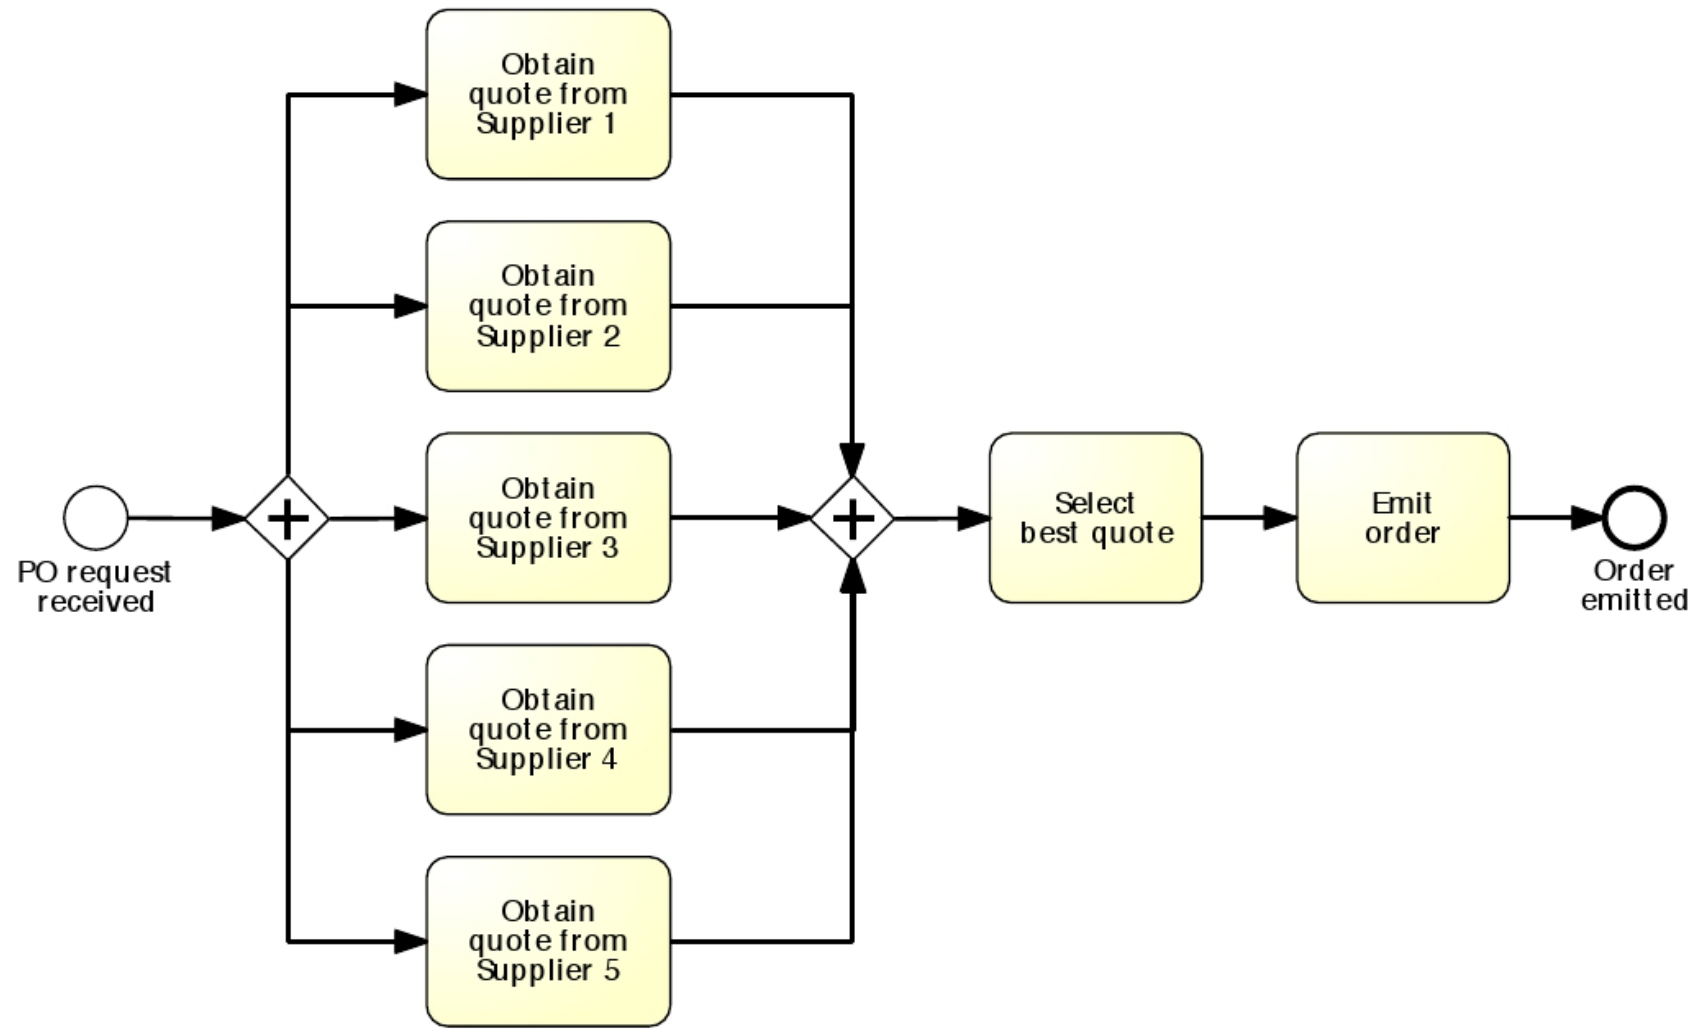 Obtain
quote from
Supplier 1
Obtain
quote from
Supplier 2
Obtain
quote from
Supplier 3
Obtain
quote from
Supplier 4
Obtain
quote from
Supplier 5
PO request
received
Select
best quote
Emit
order
Order
emitted